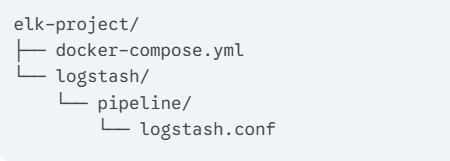 elk-project/
├── docker-compose.yml
└── logstash/
    └── pipeline/
        └── logstash.conf